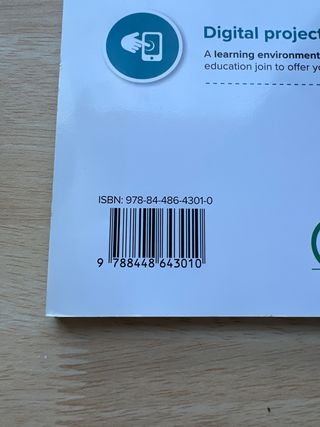 Digital project
A learning environment
education join to offer yo
ISBN: 978-84-486-4301-0
9 788448 643010